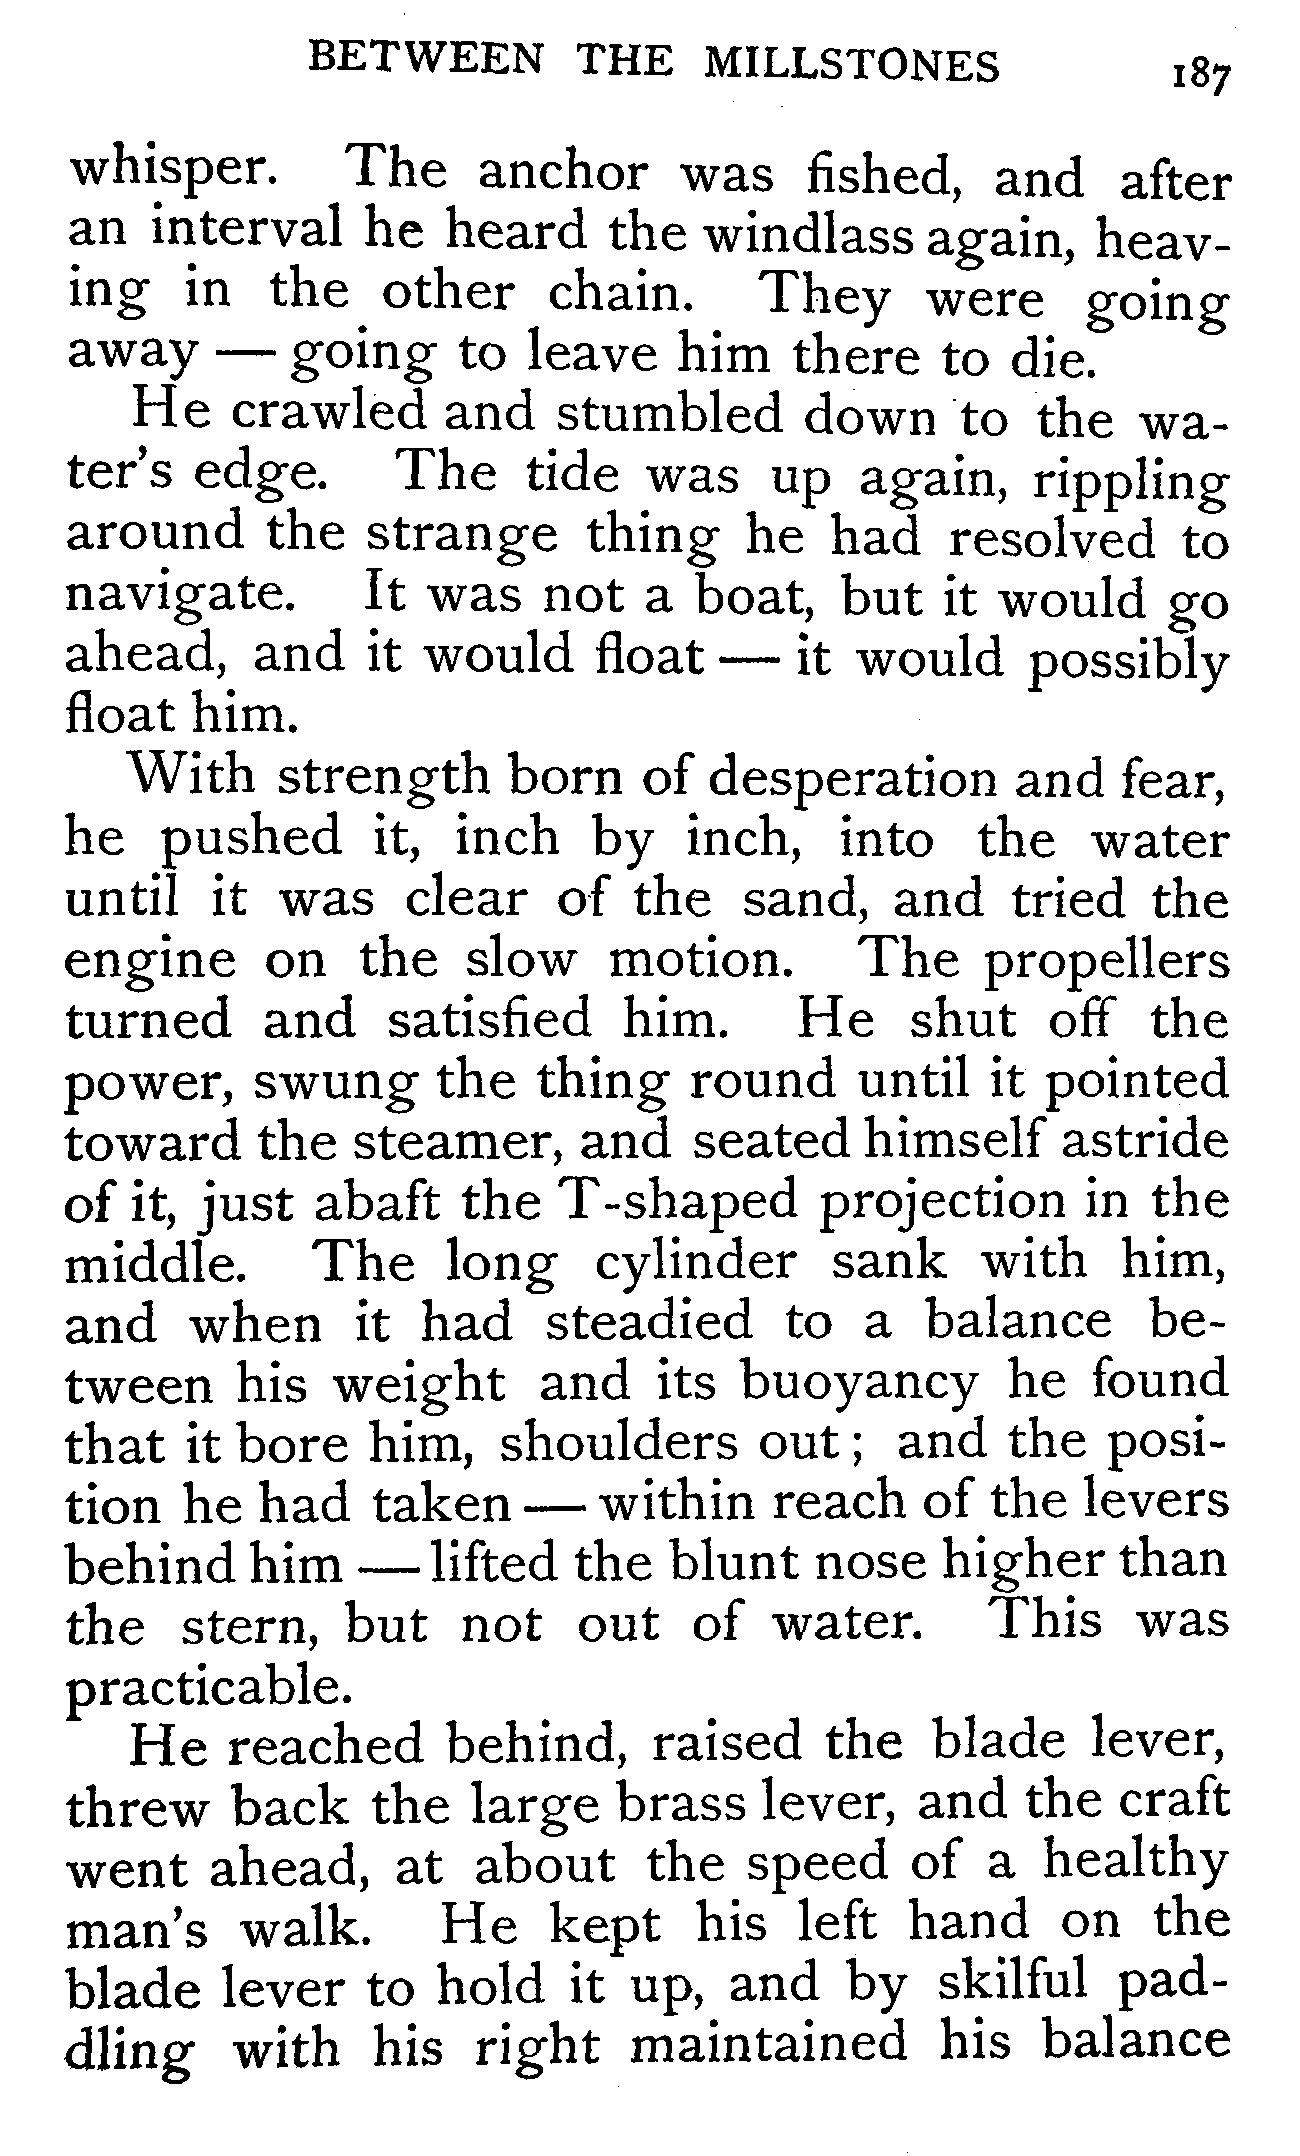 BETWEEN THE MILLSTONES 187
whisper. The anchor was fished, and after
an interval he heard the windlass again, heav-
ing in the other chain. They were going
away — going to leave him there to die.
He crawled and stumbled down to the wa-
ter's edge. The tide was up again, rippling
around the strange thing he had resolved to
navigate. It was not a boat, but it would go
ahead, and it would float — it would possibly
float him.
With strength born of desperation and fear,
he pushed it, inch by inch, into the water
until it was clear of the sand, and tried the
engine on the slow motion. The propellers
turned and satisfied him. He shut off the
power, swung the thing round until it pointed
toward the steamer, and seated himself astride
of it, just abaft the T-shaped projection in the
middle. The long cylinder sank with him,
and when it had steadied to a balance be-
tween his weight and its buoyancy he found
that it bore him, shoulders out; and the posi-
tion he had taken — within reach of the levers
behind him — lifted the blunt nose higher than
the stern, but not out of water. This was
practicable.
He reached behind, raised the blade lever,
threw back the large brass lever, and the craft
went ahead, at about the speed of a healthy
man's walk. He kept his left hand on the
blade lever to hold it up, and by skilful pad-
dling with his right maintained his balance